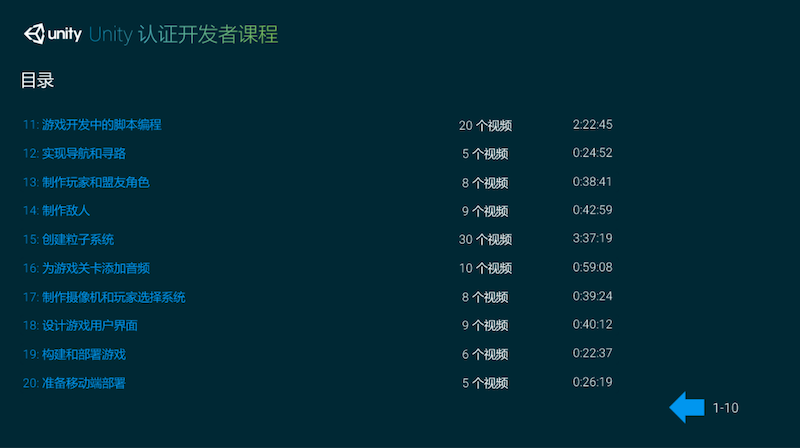 unity Unity 认证开发者课程
目录
11: 游戏开发中的脚本编程 20 个视频 2:22:45
12: 实现导航和寻路 5 个视频 0:24:52
13: 制作玩家和盟友角色 8 个视频 0:38:41
14: 制作敌人 9 个视频 0:42:59
15: 创建粒子系统 30 个视频 3:37:19
16: 为游戏关卡添加音频 10 个视频 0:59:08
17: 制作摄像机和玩家选择系统 8 个视频 0:39:24
18: 设计游戏用户界面 9 个视频 0:40:12
19: 构建和部署游戏 6 个视频 0:22:37
20: 准备移动端部署 5 个视频 0:26:19
1-10